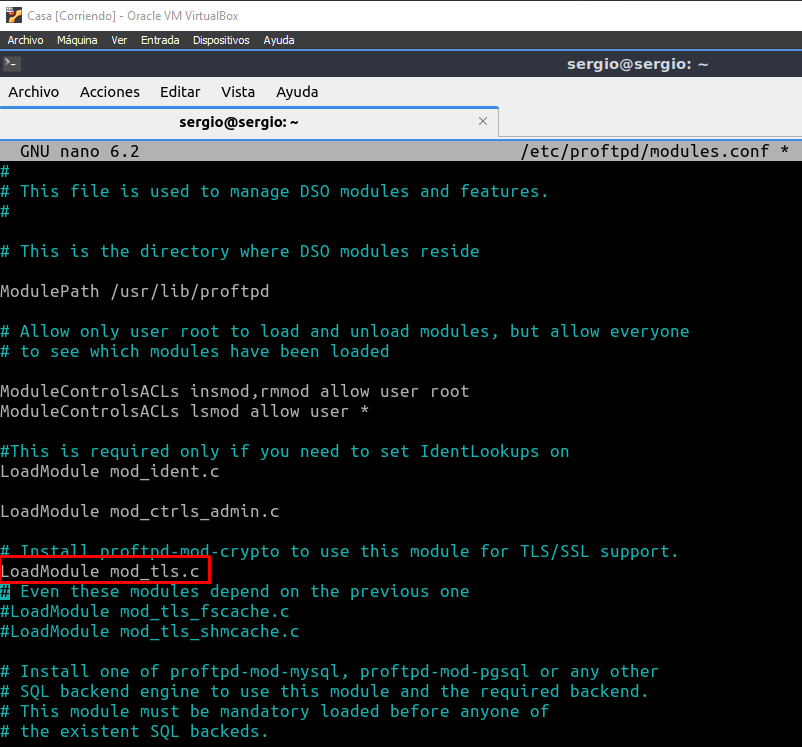 Casa [Corriendo] - Oracle VM VirtualBox
Archivo Máquina Ver Entrada Dispositivos Ayuda
sergio@sergio: ~
Archivo Acciones Editar Vista Ayuda
sergio@sergio: ~ ×
GNU nano 6.2 /etc/proftpd/modules.conf *
#
# This file is used to manage DSO modules and features.
#
# This is the directory where DSO modules reside
ModulePath /usr/lib/proftpd
# Allow only user root to load and unload modules, but allow everyone
# to see which modules have been loaded
ModuleControlsACLs insmod,rmmod allow user root
ModuleControlsACLs lsmod allow user *
#This is required only if you need to set IdentLookups on
LoadModule mod_ident.c
LoadModule mod_ctrls_admin.c
# Install proftpd-mod-crypto to use this module for TLS/SSL support.
LoadModule mod_tls.c
# Even these modules depend on the previous one
#LoadModule mod_tls_fscache.c
#LoadModule mod_tls_shmcache.c
# Install one of proftpd-mod-mysql, proftpd-mod-pgsql or any other
# SQL backend engine to use this module and the required backend.
# This module must be mandatory loaded before anyone of
# the existent SQL backeds.